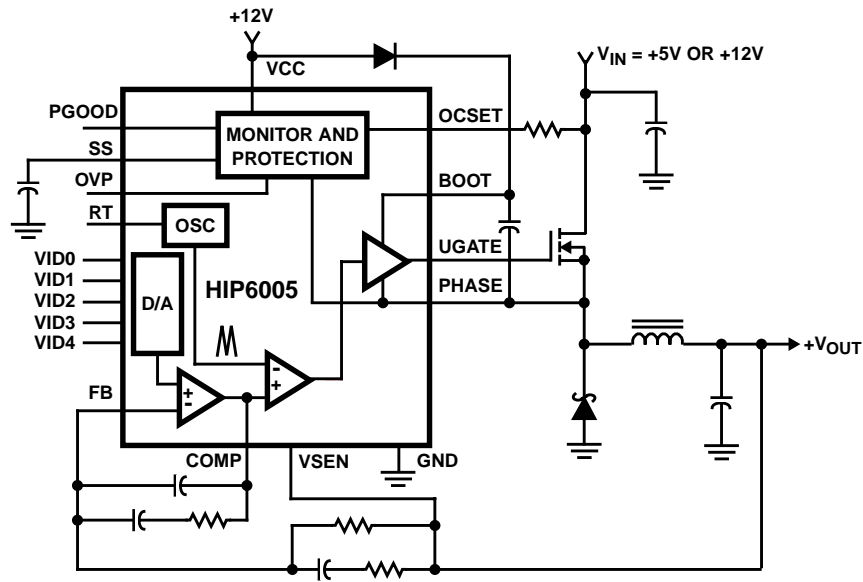 +12V
VCC
V_IN = +5V OR +12V
PGOOD
SS
OVP
RT
MONITOR AND
PROTECTION
OCSET
BOOT
OSC
UGATE
PHASE
VID0
VID1
VID2
VID3
VID4
D/A
HIP6005
+V_OUT
FB
+
-
-
+
COMP
VSEN
GND